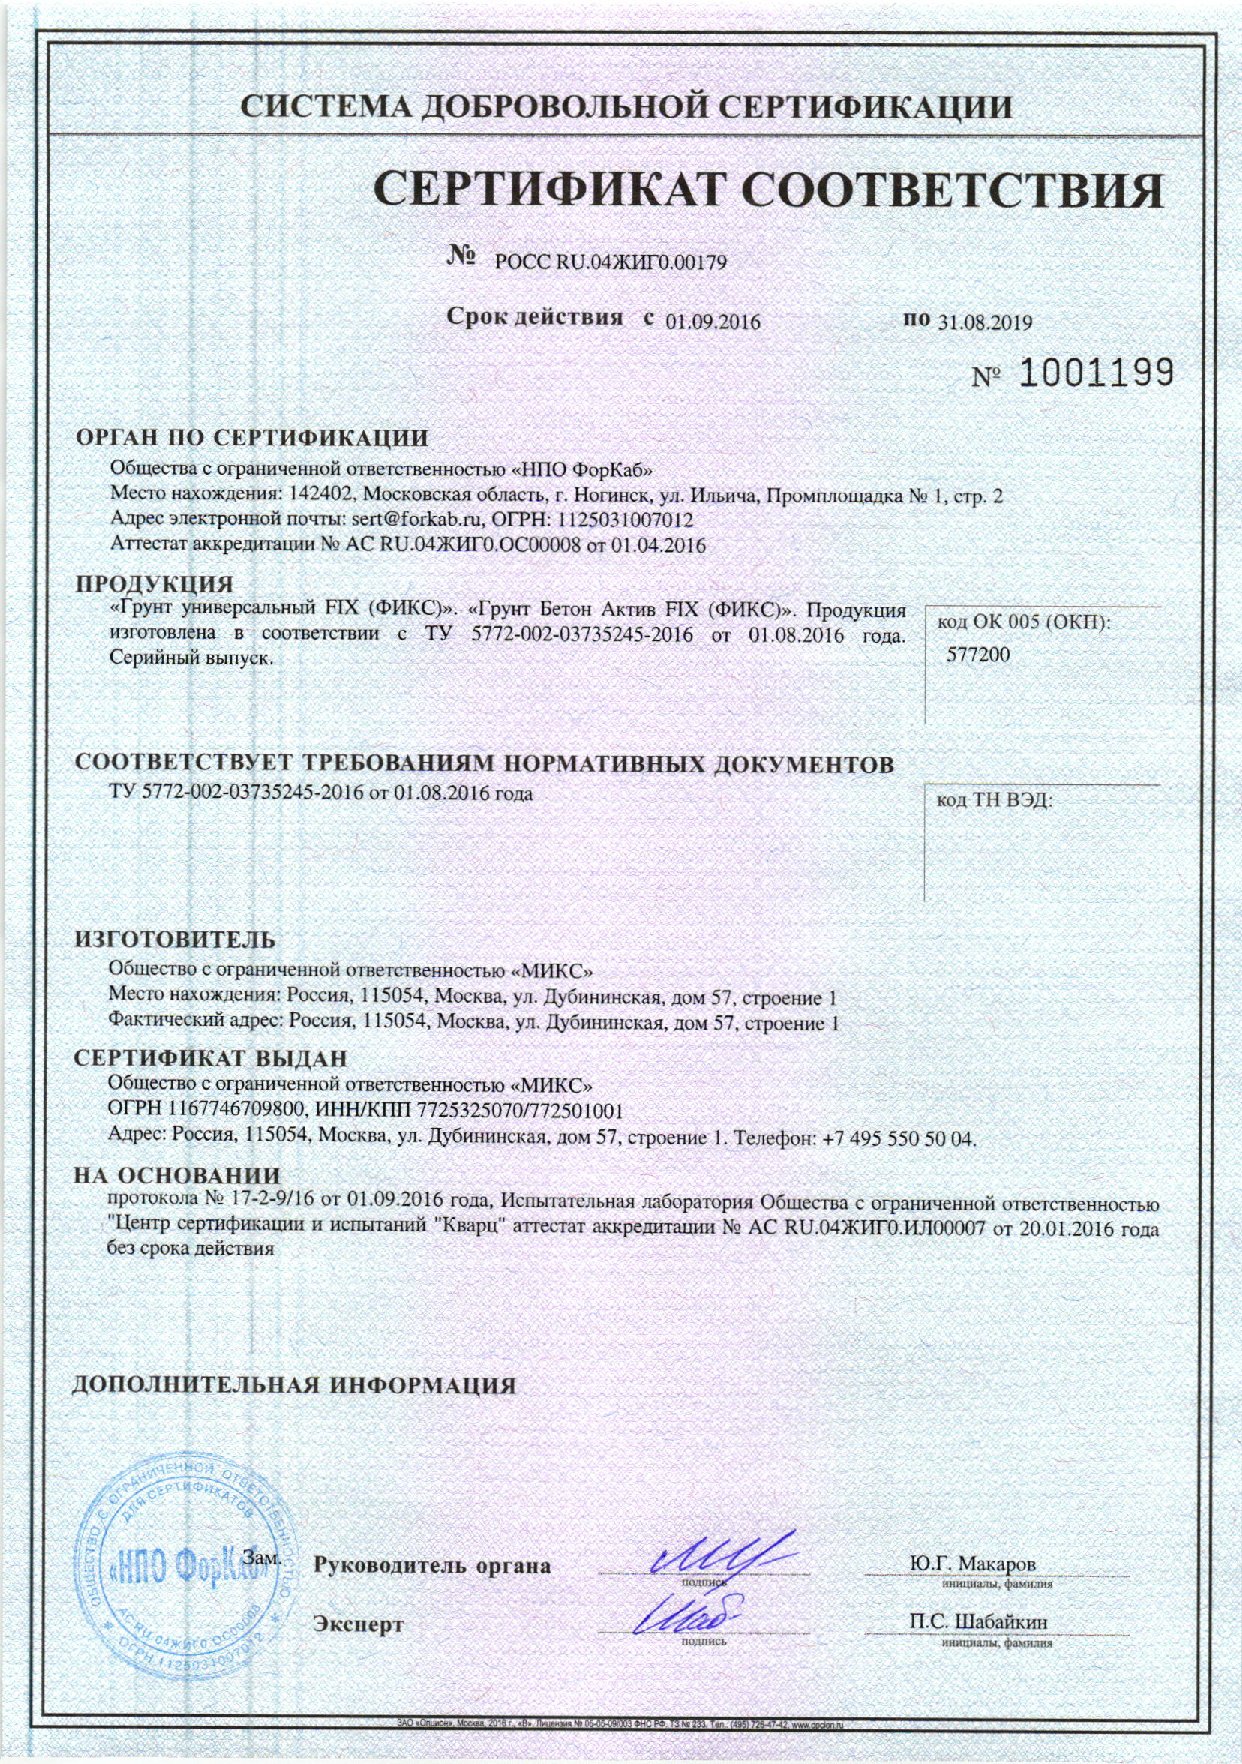 СИСТЕМА ДОБРОВОЛЬНОЙ СЕРТИФИКАЦИИ
СЕРТИФИКАТ СООТВЕТСТВИЯ
№ РОСС RU.04ЖИГ0.00179
Срок действия с 01.09.2016 по 31.08.2019
№ 1001199
ОРГАН ПО СЕРТИФИКАЦИИ
Общества с ограниченной ответственностью «НПО ФорКаб»
Место нахождения: 142402, Московская область, г. Ногинск, ул. Ильича, Промплощадка № 1, стр. 2
Адрес электронной почты: sert@forkab.ru, ОГРН: 1125031007012
Аттестат аккредитации № АС RU.04ЖИГ0.ОС00008 от 01.04.2016
ПРОДУКЦИЯ
«Грунт универсальный FIX (ФИКС)». «Грунт Бетон Актив FIX (ФИКС)». Продукция
изготовлена в соответствии с ТУ 5772-002-03735245-2016 от 01.08.2016 года.
Серийный выпуск.
код ОК 005 (ОКП):
577200
СООТВЕТСТВУЕТ ТРЕБОВАНИЯМ НОРМАТИВНЫХ ДОКУМЕНТОВ
ТУ 5772-002-03735245-2016 от 01.08.2016 года
код ТН ВЭД:
ИЗГОТОВИТЕЛЬ
Общество с ограниченной ответственностью «МИКС»
Место нахождения: Россия, 115054, Москва, ул. Дубининская, дом 57, строение 1
Фактический адрес: Россия, 115054, Москва, ул. Дубининская, дом 57, строение 1
СЕРТИФИКАТ ВЫДАН
Общество с ограниченной ответственностью «МИКС»
ОГРН 1167746709800, ИНН/КПП 7725325070/772501001
Адрес: Россия, 115054, Москва, ул. Дубининская, дом 57, строение 1. Телефон: +7 495 550 50 04.
НА ОСНОВАНИИ
протокола № 17-2-9/16 от 01.09.2016 года, Испытательная лаборатория Общества с ограниченной ответственностью
"Центр сертификации и испытаний "Кварц" аттестат аккредитации № АС RU.04ЖИГ0.ИЛ00007 от 20.01.2016 года
без срока действия
ДОПОЛНИТЕЛЬНАЯ ИНФОРМАЦИЯ
ОБЩЕСТВО С ОГРАНИЧЕННОЙ ОТВЕТСТВЕННОСТЬЮ
ДЛЯ СЕРТИФИКАТОВ
«НПО ФорКаб»
АС RU.04ЖИГ0.ОС00008
ОГРН 1125031007012
Зам. Руководитель органа
подпись
Ю.Г. Макаров
инициалы, фамилия
Эксперт
подпись
П.С. Шабайкин
инициалы, фамилия
ЗАО «Опцион», Москва, 2016 г., «В». Лицензия № 05-05-09/003 ФНС РФ, ТЗ № 233. Тел.: (495) 726-47-42, www.opcion.ru